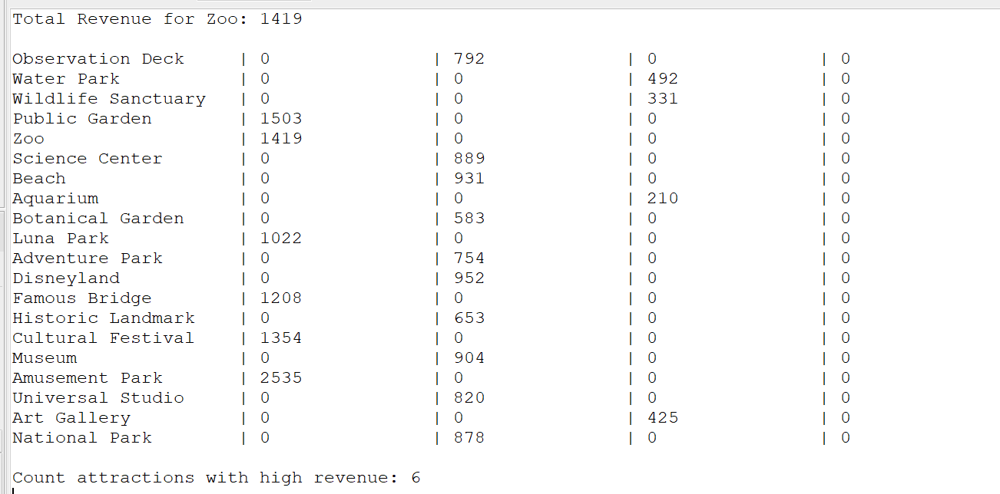 Total Revenue for Zoo: 1419
Observation Deck | 0 | 792 | 0 | 0
Water Park | 0 | 0 | 492 | 0
Wildlife Sanctuary | 0 | 0 | 331 | 0
Public Garden | 1503 | 0 | 0 | 0
Zoo | 1419 | 0 | 0 | 0
Science Center | 0 | 889 | 0 | 0
Beach | 0 | 931 | 0 | 0
Aquarium | 0 | 0 | 210 | 0
Botanical Garden | 0 | 583 | 0 | 0
Luna Park | 1022 | 0 | 0 | 0
Adventure Park | 0 | 754 | 0 | 0
Disneyland | 0 | 952 | 0 | 0
Famous Bridge | 1208 | 0 | 0 | 0
Historic Landmark | 0 | 653 | 0 | 0
Cultural Festival | 1354 | 0 | 0 | 0
Museum | 0 | 904 | 0 | 0
Amusement Park | 2535 | 0 | 0 | 0
Universal Studio | 0 | 820 | 0 | 0
Art Gallery | 0 | 0 | 425 | 0
National Park | 0 | 878 | 0 | 0
Count attractions with high revenue: 6